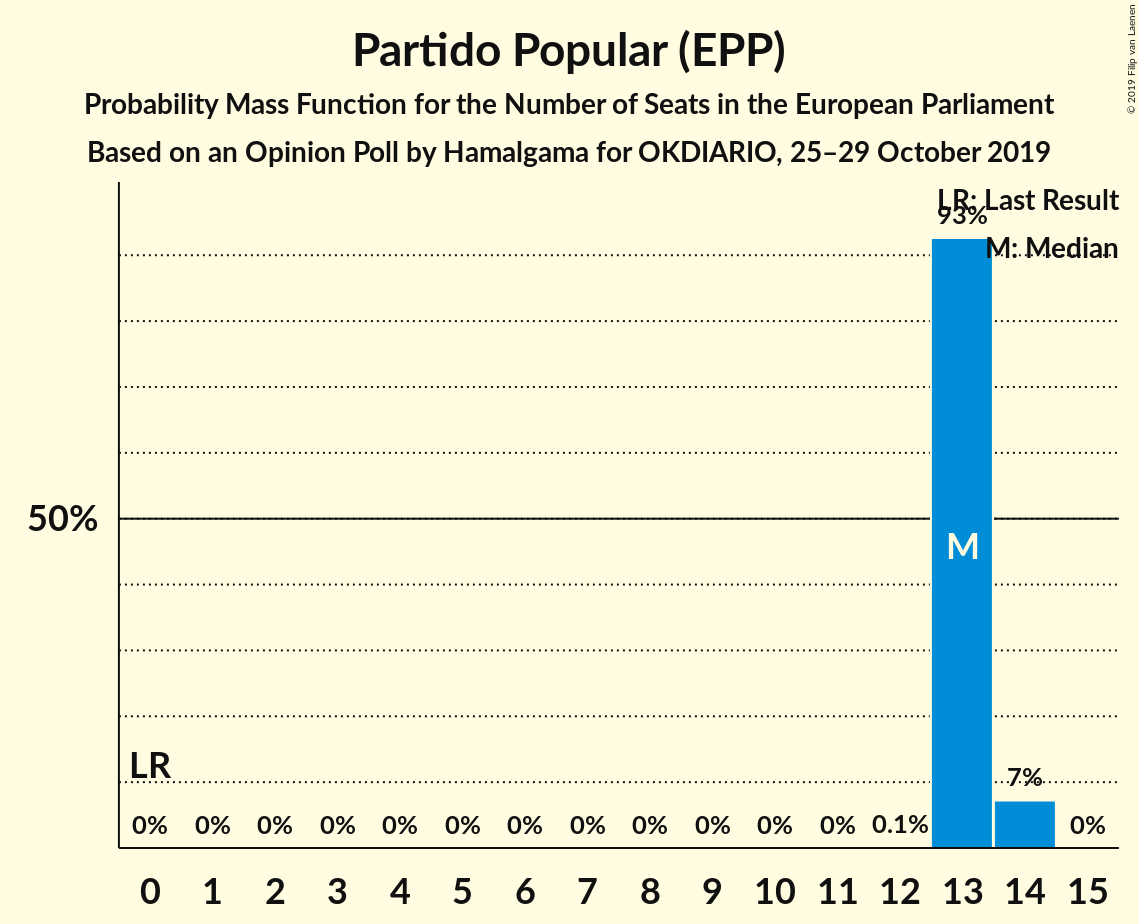 Partido Popular (EPP)
Probability Mass Function for the Number of Seats in the European Parliament
Based on an Opinion Poll by Hamalgama for OKDIARIO, 25–29 October 2019
© 2019 Filip van Laenen
LR: Last Result
93%
M: Median
50%
M
LR
7%
0% 0% 0% 0% 0% 0% 0% 0% 0% 0% 0% 0% 0.1% 0%
0 1 2 3 4 5 6 7 8 9 10 11 12 13 14 15